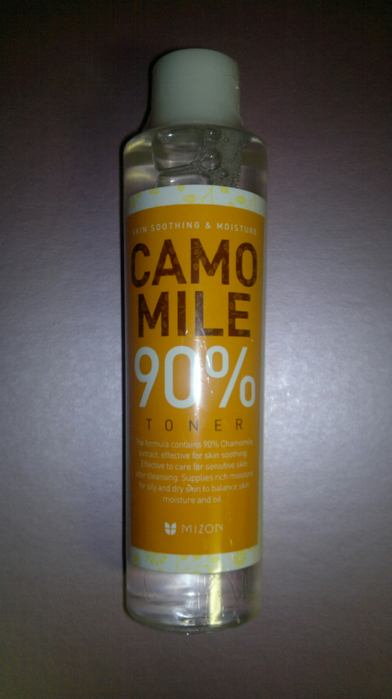 SKIN SOOTHING & MOISTURE
CAMO
MILE
90%
TONER
The formula contains 90% Chamomile
extract, effective for skin soothing.
Effective to care for sensitive skin
after cleansing. Supplies rich moisture
for oily and dry skin to balance skin
moisture and oil.
MIZON